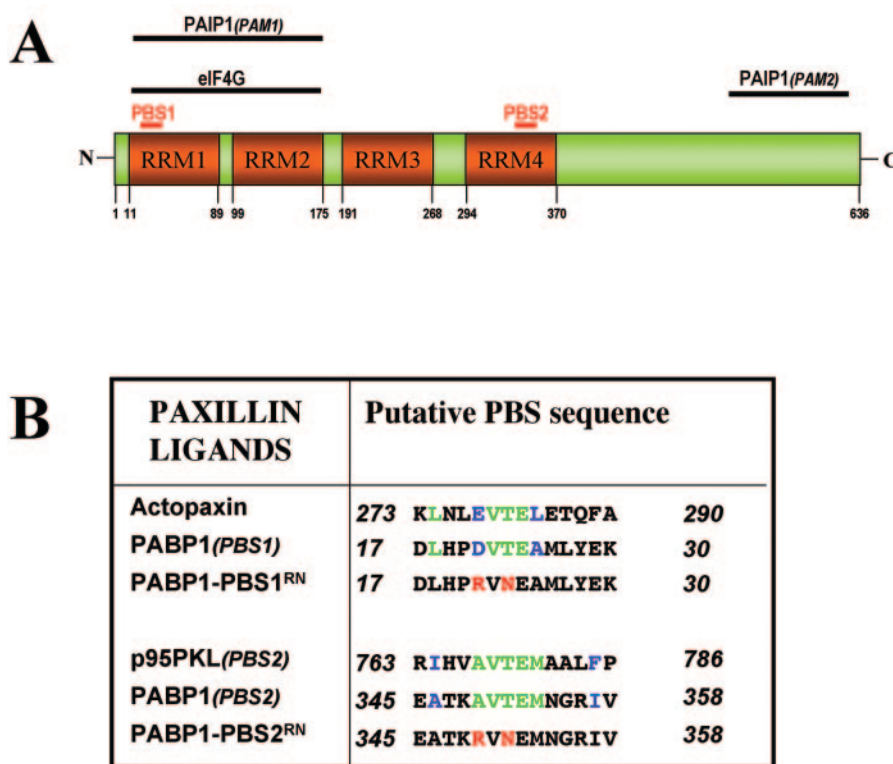 A
PAIP1(PAM1)
eIF4G
PAIP1(PAM2)
PBS1 PBS2
N RRM1 RRM2 RRM3 RRM4 C
1 11 89 99 175 191 268 294 370 636
B
PAXILLIN LIGANDS Putative PBS sequence
Actopaxin 273 KLNLEVTELETQFA 290
PABP1(PBS1) 17 DLHPDVTEAMLYEK 30
PABP1-PBS1RN 17 DLHPRVNEAMLYEK 30
p95PKL(PBS2) 763 RIHVAVTEMAALFP 786
PABP1(PBS2) 345 EATKAVTEMNGRIV 358
PABP1-PBS2RN 345 EATKRVNEMNGRIV 358